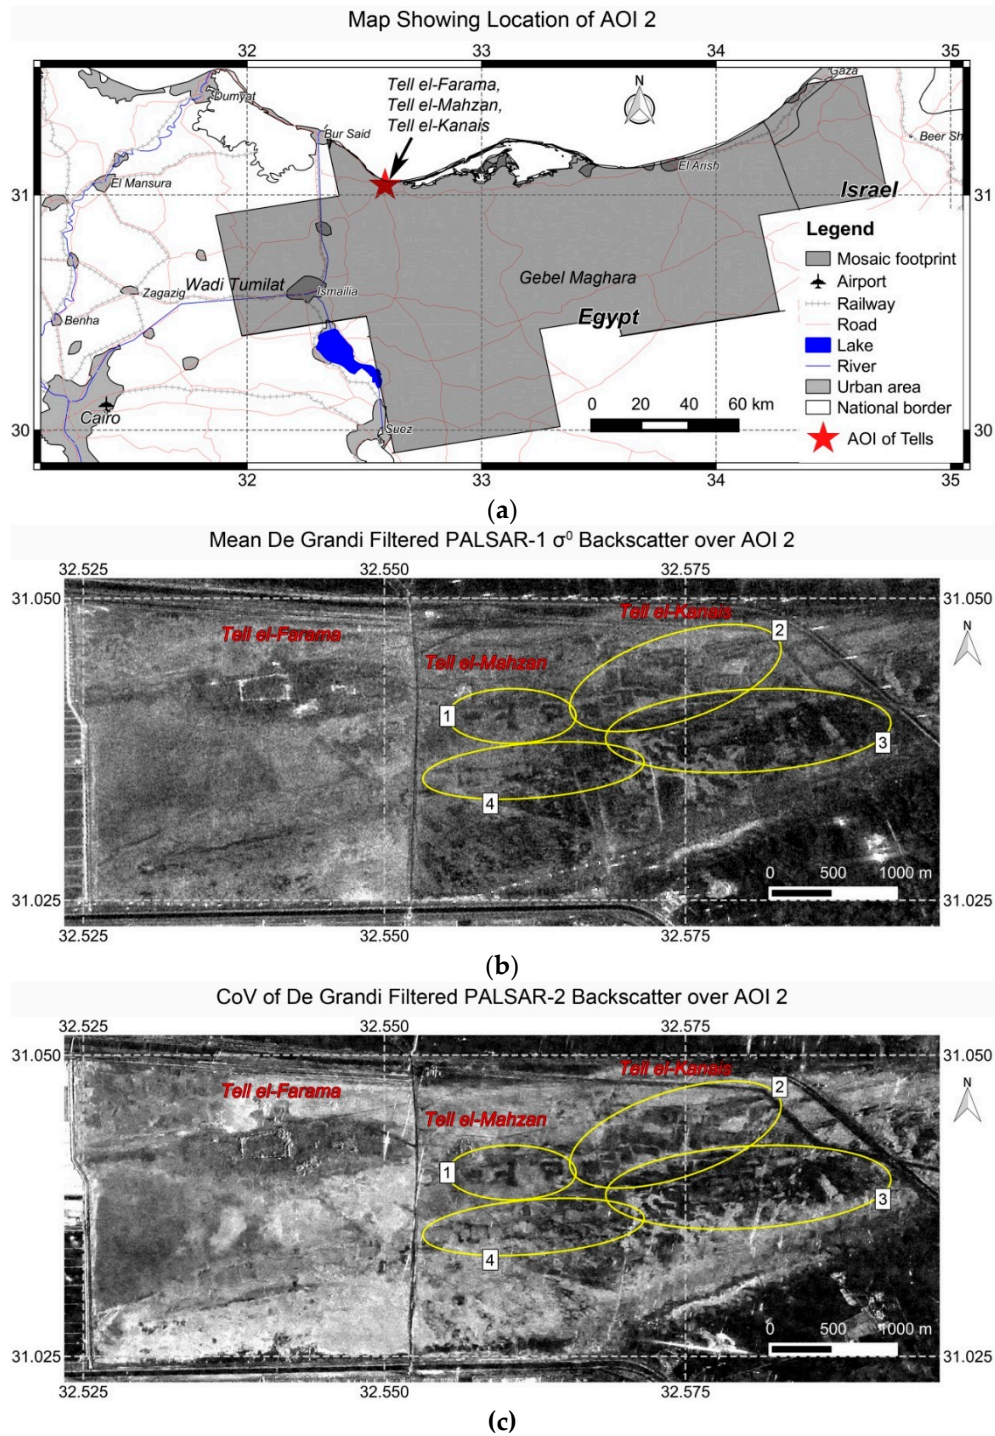 Map Showing Location of AOI 2
32 33 34 35
Tell el-Farama,
Tell el-Mahzan,
Tell el-Kanais
N
Gaza
Dumyat
Bur Said
Beer Sh
El Mansura
El Arish
31 31
Israel
Legend
Mosaic footprint
Airport
Railway
Road
Lake
River
Urban area
National border
AOI of Tells
Wadi Tumilat
Gebel Maghara
Zagazig
Ismailia
Benha
Egypt
0 20 40 60 km
Cairo
Suez
30 30
32 33 34 35
(a)
Mean De Grandi Filtered PALSAR-1 σ⁰ Backscatter over AOI 2
32.525 32.550 32.575
31.050 31.050
Tell el-Kanais
Tell el-Farama
2
N
Tell el-Mahzan
1
3
4
0 500 1000 m
31.025 31.025
32.525 32.550 32.575
(b)
CoV of De Grandi Filtered PALSAR-2 Backscatter over AOI 2
32.525 32.550 32.575
31.050 31.050
Tell el-Kanais
Tell el-Farama
2
N
Tell el-Mahzan
1
3
4
0 500 1000 m
31.025 31.025
32.525 32.550 32.575
(c)